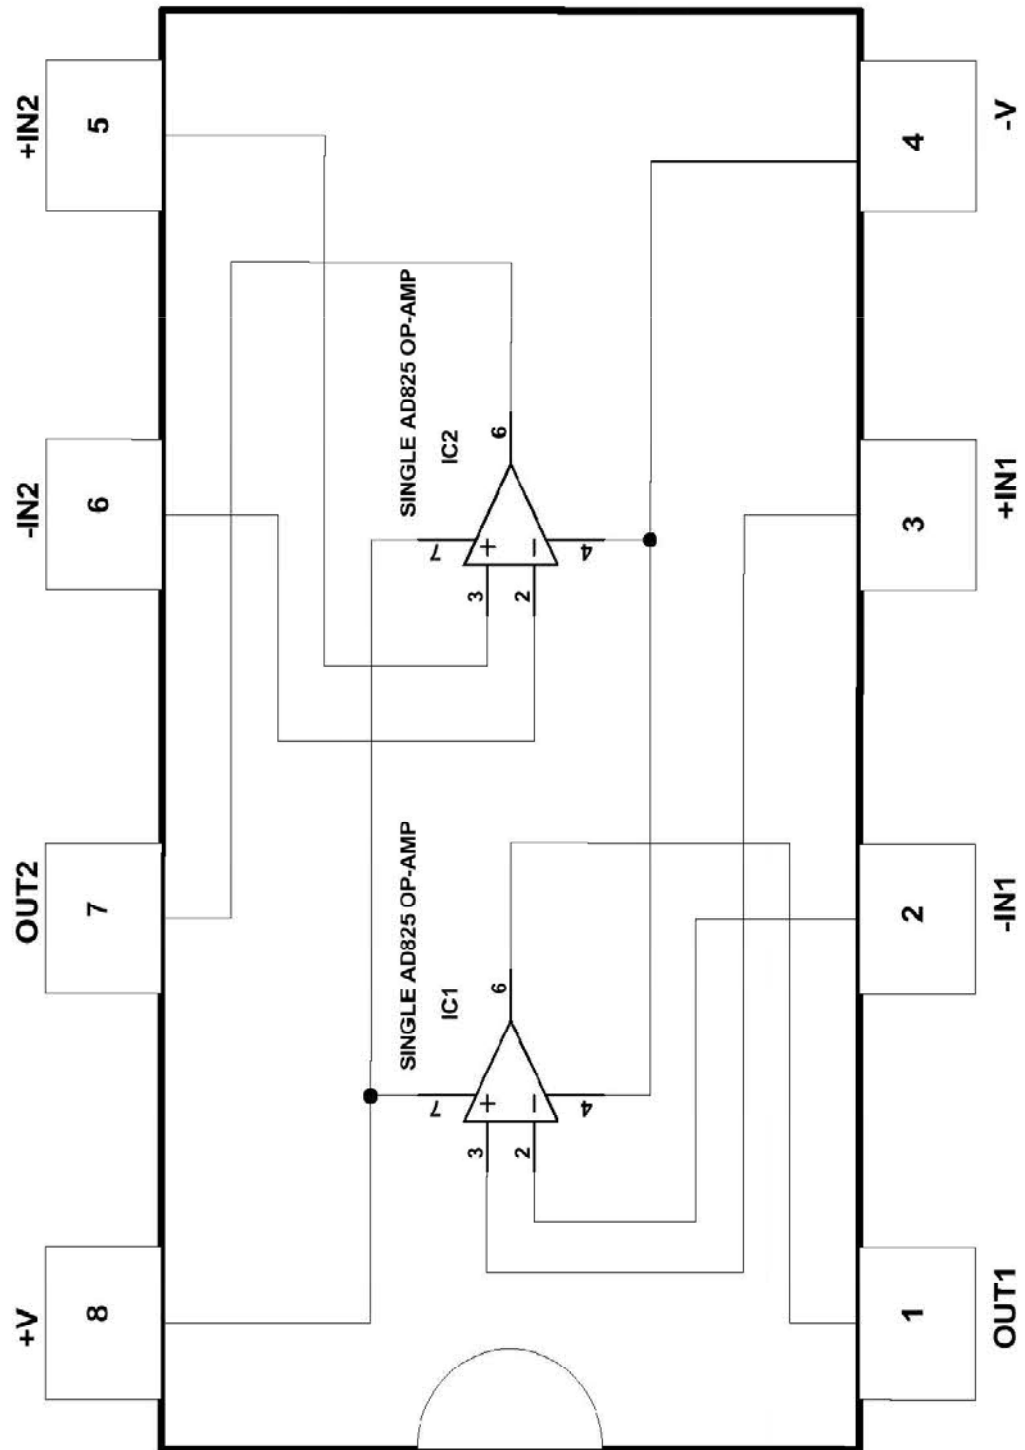 +IN2
5
-IN2
6
OUT2
7
+V
8
SINGLE AD825 OP-AMP
IC2
6
7
+
3
−
2
4
SINGLE AD825 OP-AMP
IC1
6
7
+
3
−
2
4
4
-V
3
+IN1
2
-IN1
1
OUT1